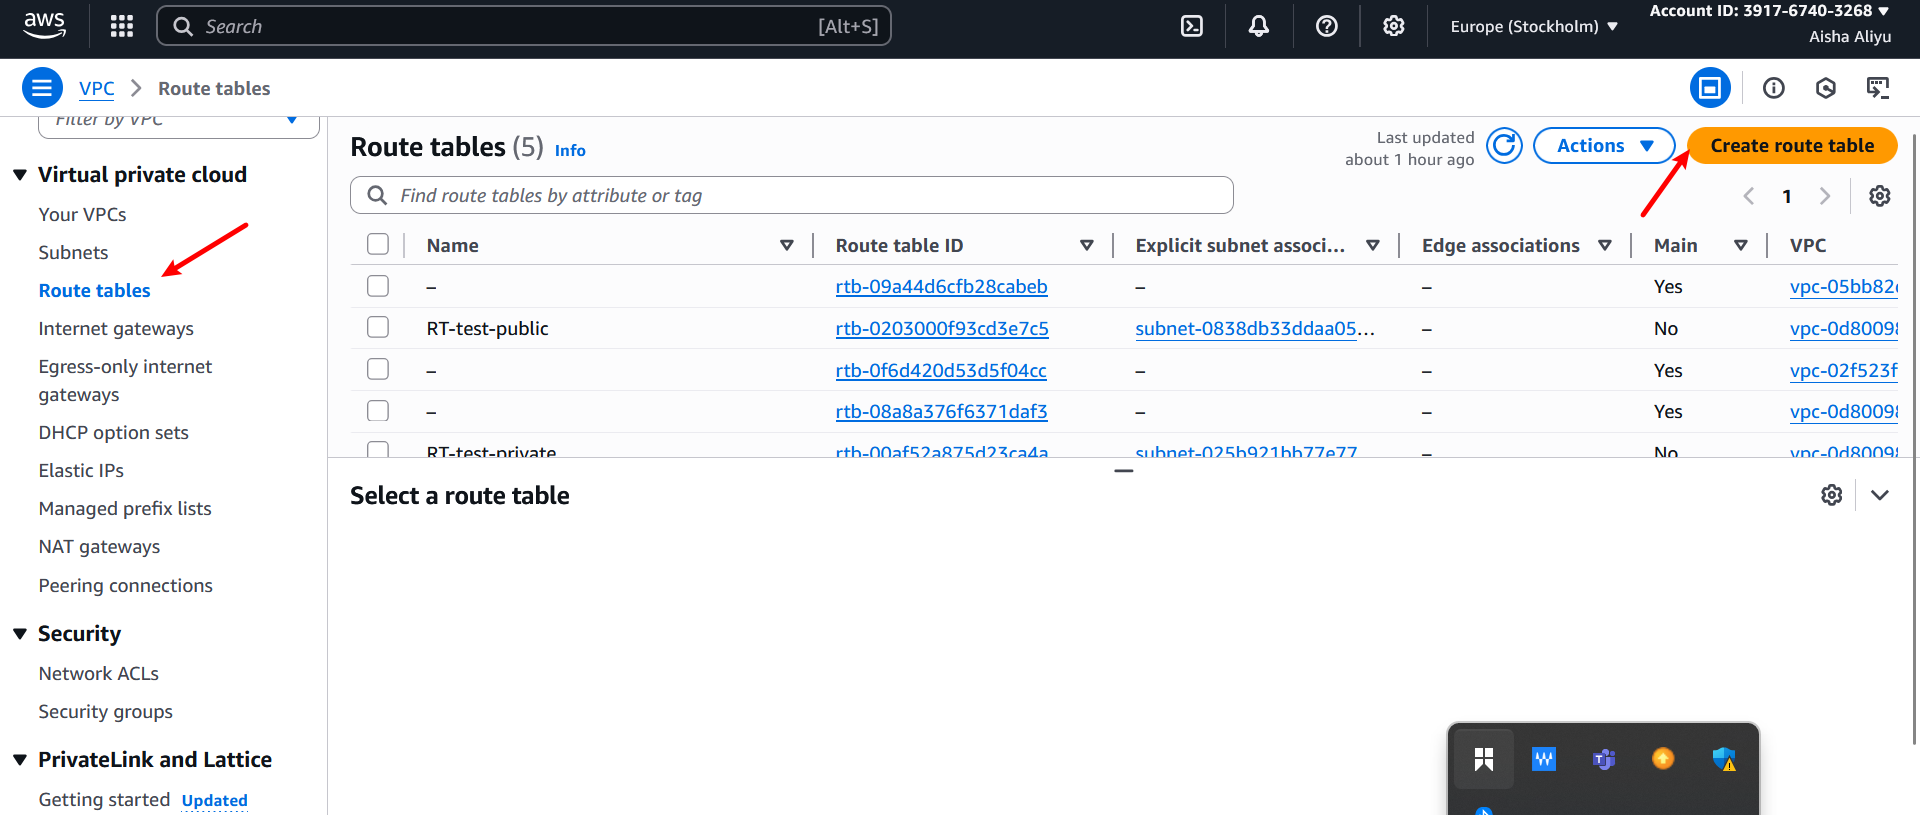 aws
Search
[Alt+S]
Europe (Stockholm)
Account ID: 3917-6740-3268
Aisha Aliyu
VPC
Route tables
Filter by VPC
Virtual private cloud
Your VPCs
Subnets
Route tables
Internet gateways
Egress-only internet
gateways
DHCP option sets
Elastic IPs
Managed prefix lists
NAT gateways
Peering connections
Security
Network ACLs
Security groups
PrivateLink and Lattice
Getting started Updated
Route tables (5) Info
Last updated
about 1 hour ago
Actions
Create route table
Find route tables by attribute or tag
1
Name Route table ID Explicit subnet associ... Edge associations Main VPC
– rtb-09a44d6cfb28cabeb – – Yes vpc-05bb82
RT-test-public rtb-0203000f93cd3e7c5 subnet-0838db33ddaa05... – No vpc-0d8009
– rtb-0f6d420d53d5f04cc – – Yes vpc-02f523f
– rtb-08a8a376f6371daf3 – – Yes vpc-0d8009
RT-test-private rtb-00af52a875d23ca4a subnet-025b921bb77e77 – No vpc-0d8009
Select a route table